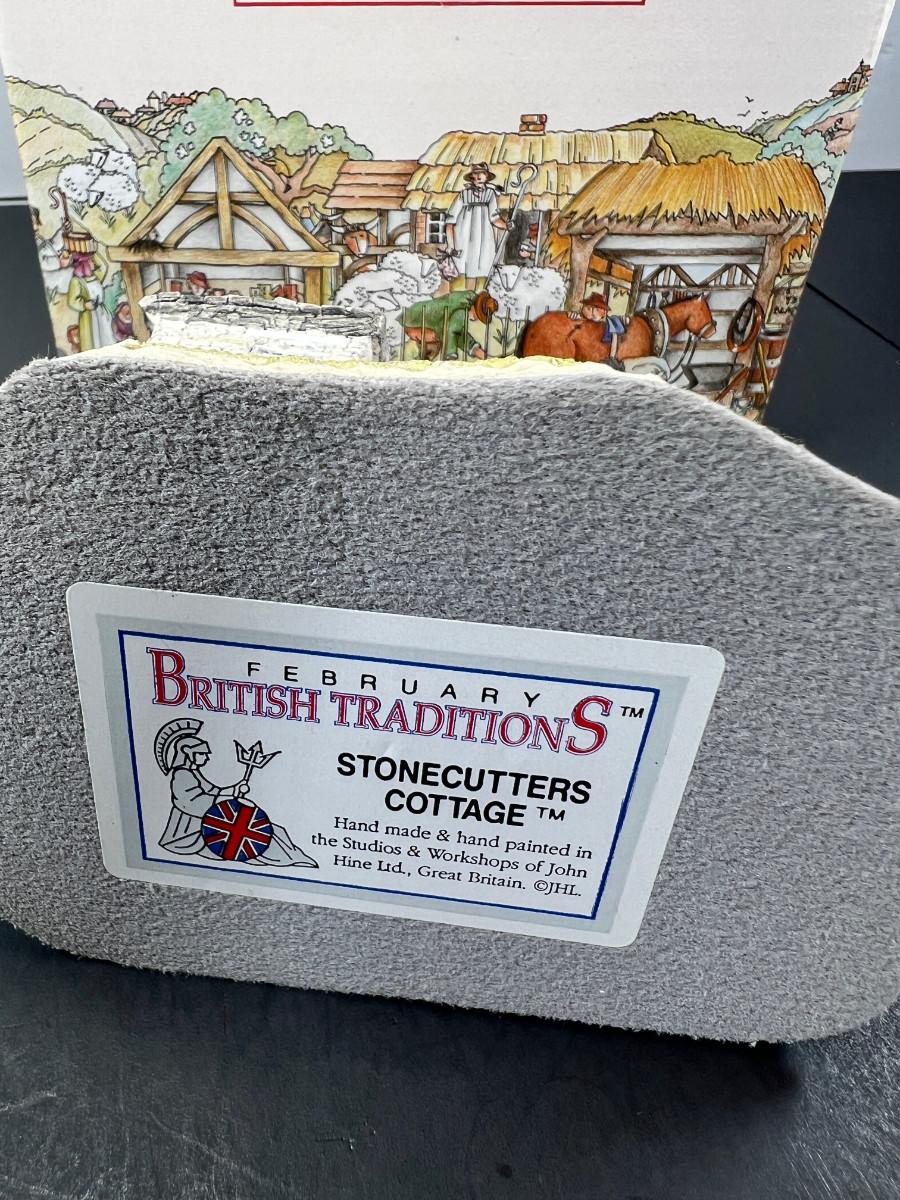 FEBRUARY
BRITISH TRADITIONS™
STONECUTTERS
COTTAGE™
Hand made & hand painted in
the Studios & Workshops of John
Hine Ltd., Great Britain. ©JHL.